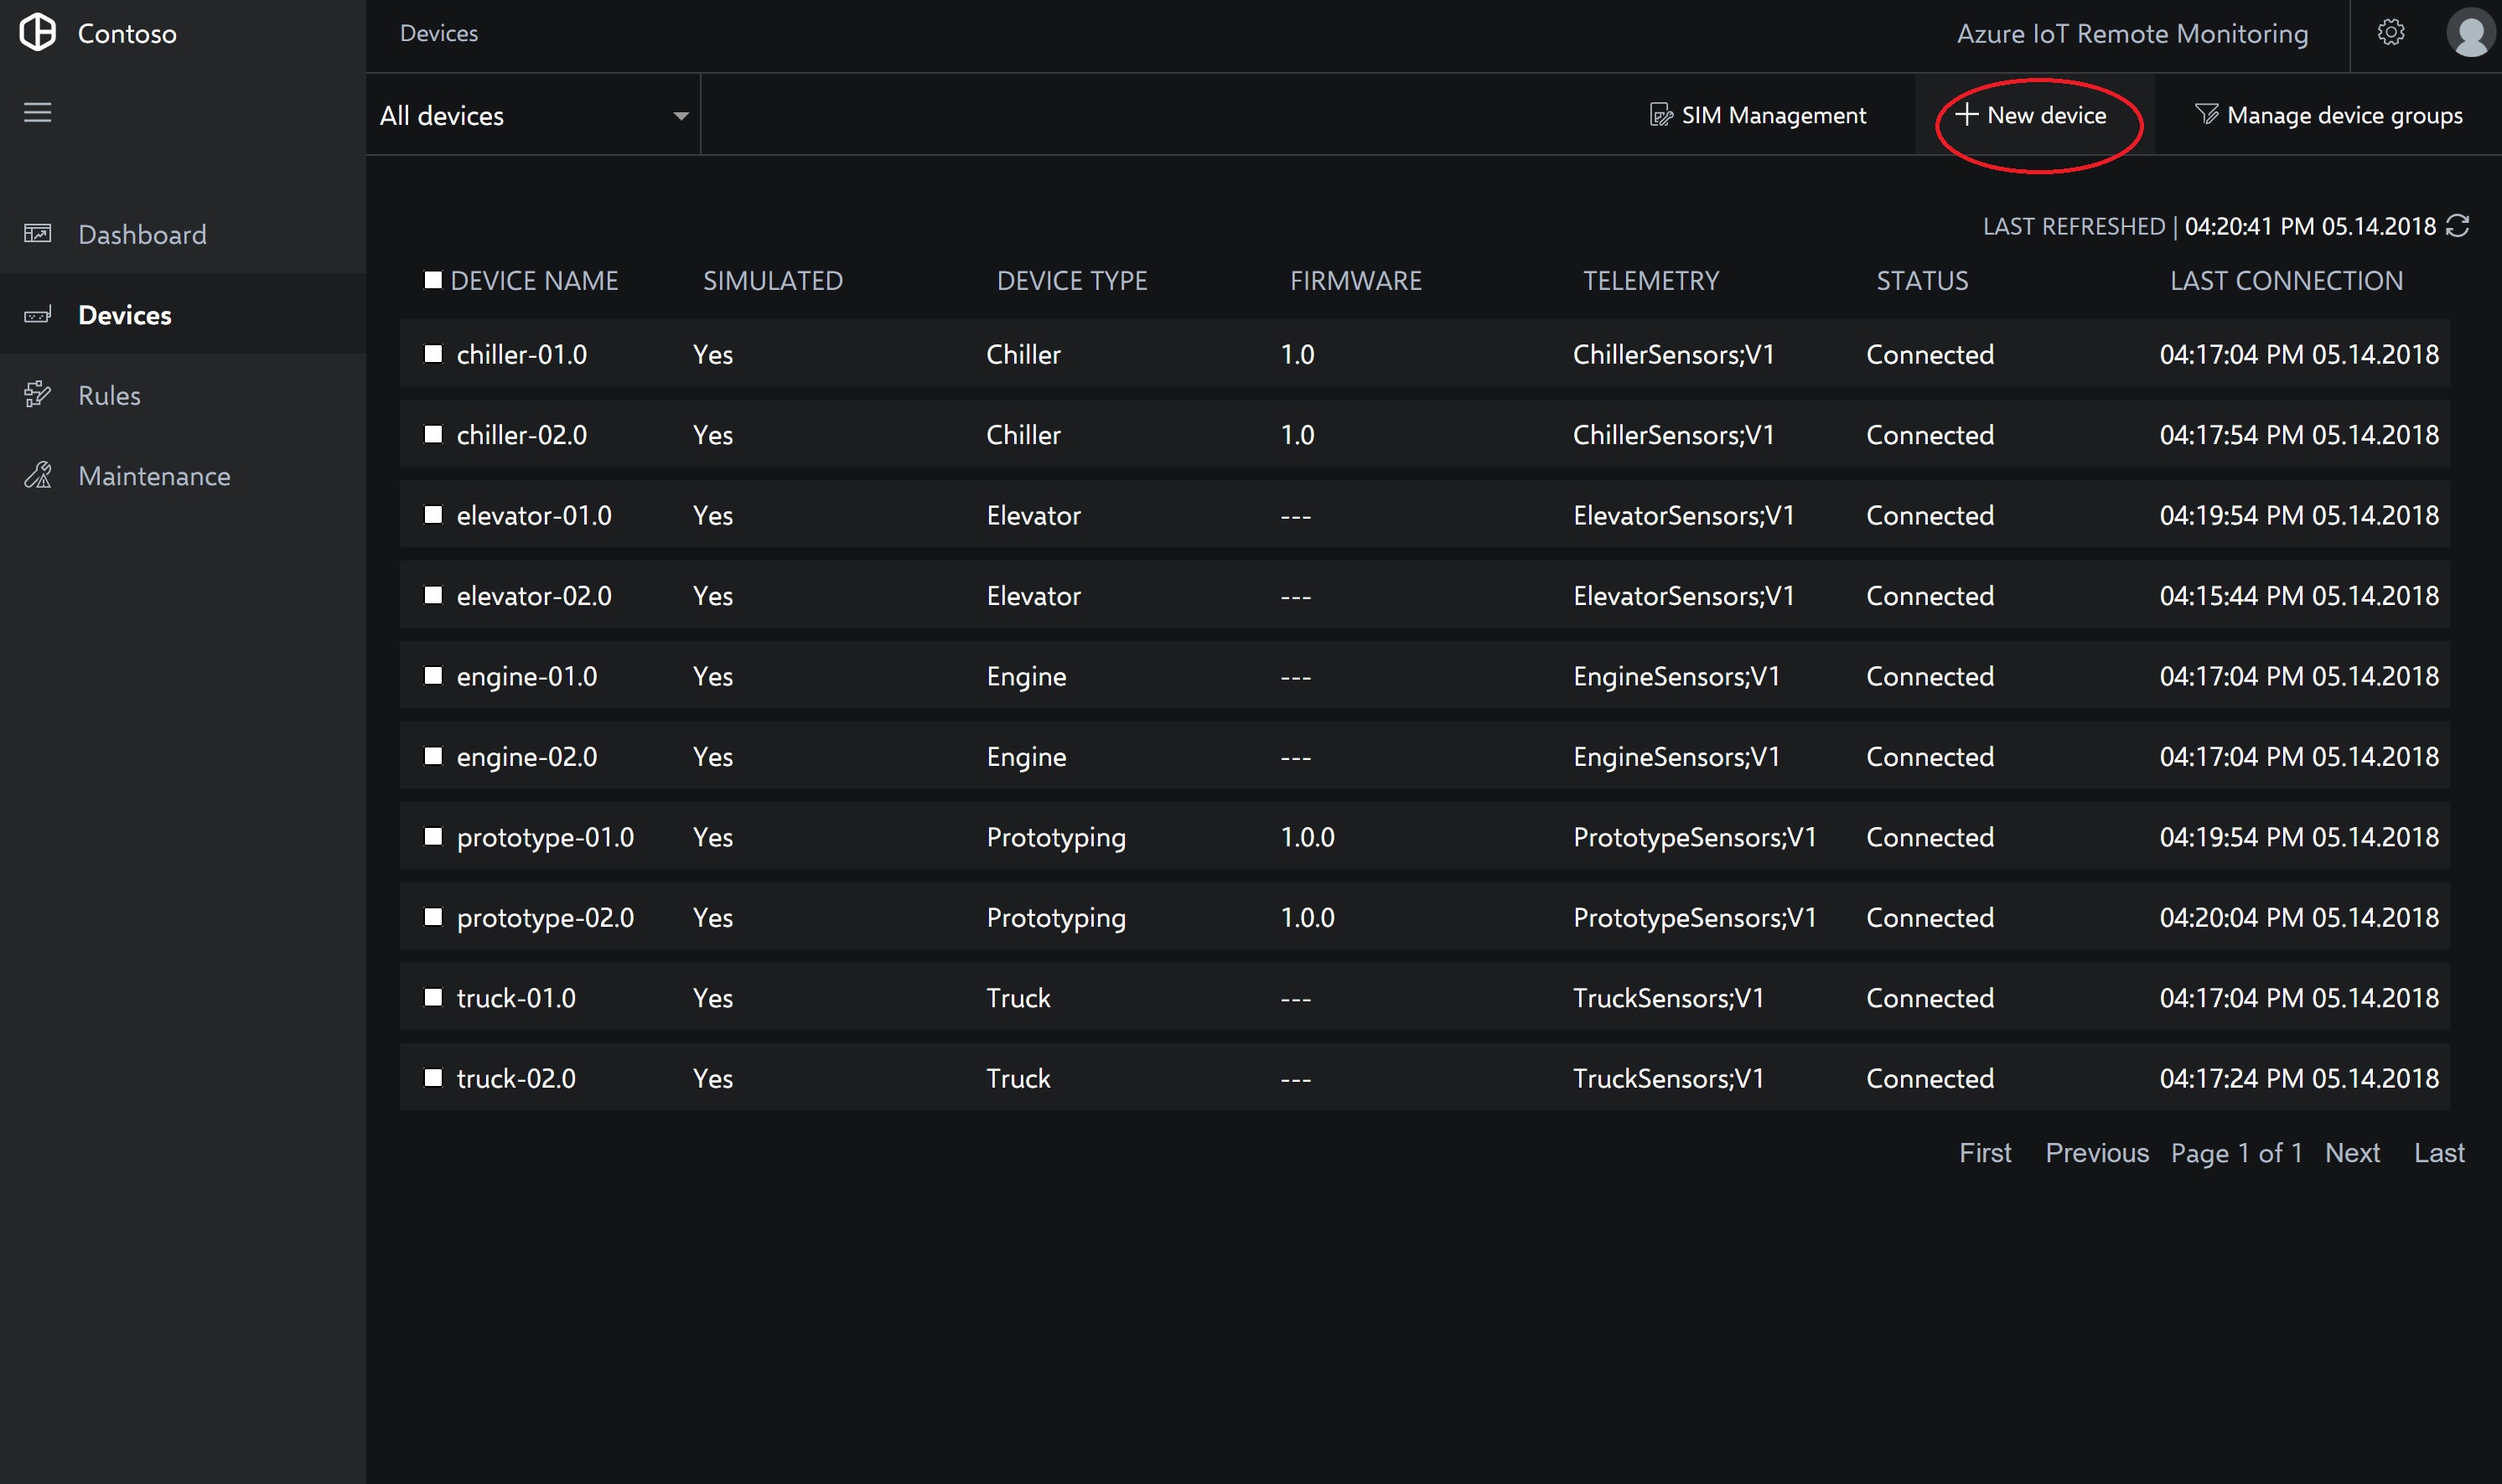 Contoso
Devices
Azure IoT Remote Monitoring
All devices
SIM Management
New device
Manage device groups
Dashboard
Devices
Rules
Maintenance
LAST REFRESHED | 04:20:41 PM 05.14.2018
DEVICE NAME SIMULATED DEVICE TYPE FIRMWARE TELEMETRY STATUS LAST CONNECTION
chiller-01.0 Yes Chiller 1.0 ChillerSensors;V1 Connected 04:17:04 PM 05.14.2018
chiller-02.0 Yes Chiller 1.0 ChillerSensors;V1 Connected 04:17:54 PM 05.14.2018
elevator-01.0 Yes Elevator --- ElevatorSensors;V1 Connected 04:19:54 PM 05.14.2018
elevator-02.0 Yes Elevator --- ElevatorSensors;V1 Connected 04:15:44 PM 05.14.2018
engine-01.0 Yes Engine --- EngineSensors;V1 Connected 04:17:04 PM 05.14.2018
engine-02.0 Yes Engine --- EngineSensors;V1 Connected 04:17:04 PM 05.14.2018
prototype-01.0 Yes Prototyping 1.0.0 PrototypeSensors;V1 Connected 04:19:54 PM 05.14.2018
prototype-02.0 Yes Prototyping 1.0.0 PrototypeSensors;V1 Connected 04:20:04 PM 05.14.2018
truck-01.0 Yes Truck --- TruckSensors;V1 Connected 04:17:04 PM 05.14.2018
truck-02.0 Yes Truck --- TruckSensors;V1 Connected 04:17:24 PM 05.14.2018
First Previous Page 1 of 1 Next Last